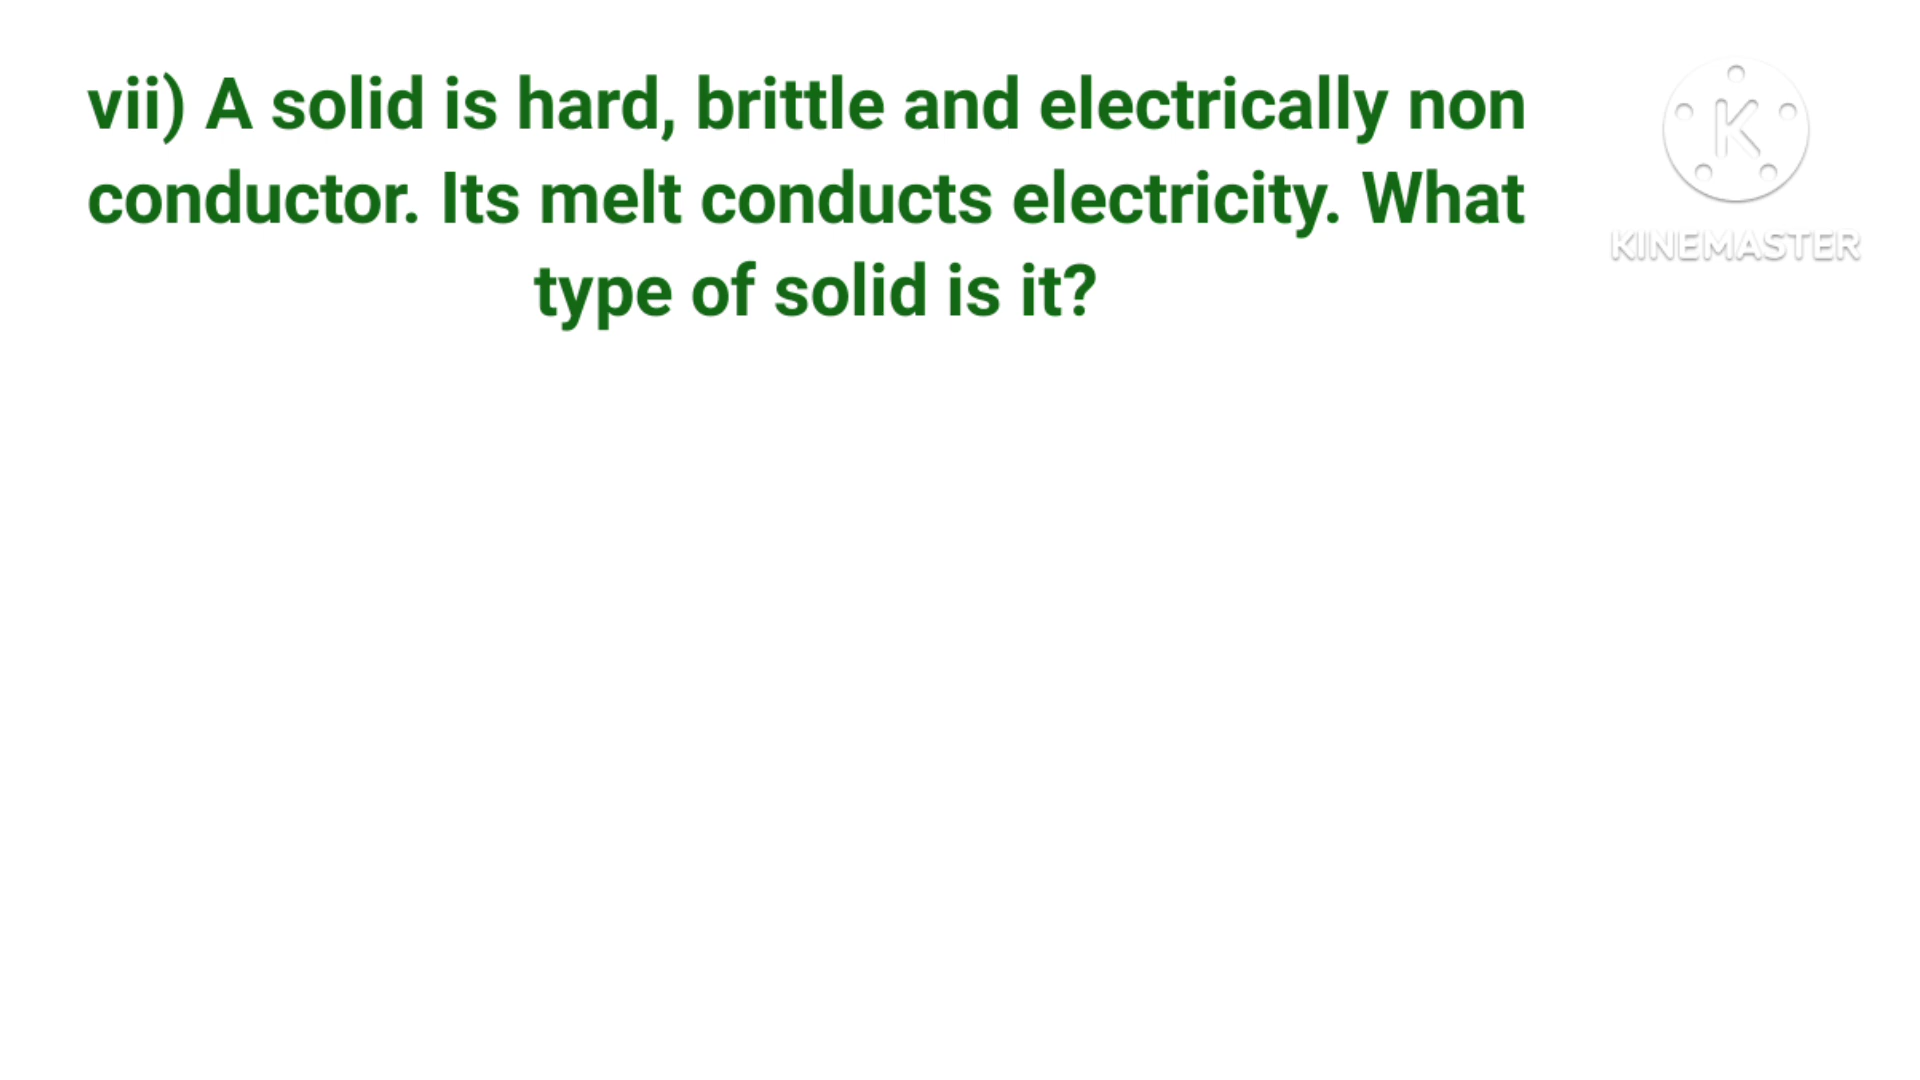 vii) A solid is hard, brittle and electrically non
conductor. Its melt conducts electricity. What
type of solid is it?
K
KINEMASTER